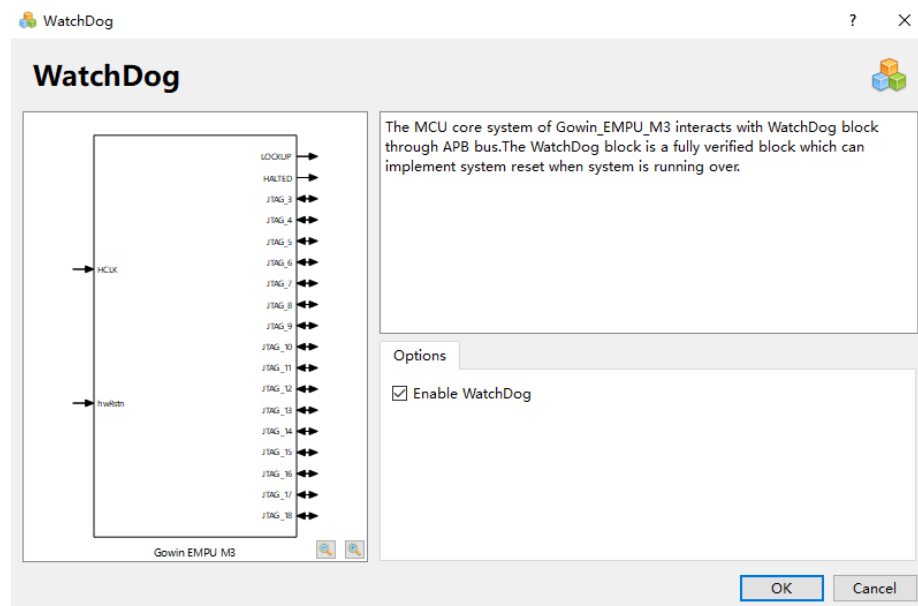 WatchDog
WatchDog
LOCKUP
HALTED
JTAG_3
JTAG_4
JTAG_5
JTAG_6
HCLK
JTAG_7
JTAG_8
JTAG_9
JTAG_10
JTAG_11
JTAG_12
hwRstn
JTAG_13
JTAG_14
JTAG_15
JTAG_16
JTAG_17
JTAG_18
Gowin EMPU M3
The MCU core system of Gowin_EMPU_M3 interacts with WatchDog block
through APB bus.The WatchDog block is a fully verified block which can
implement system reset when system is running over.
Options
Enable WatchDog
OK Cancel